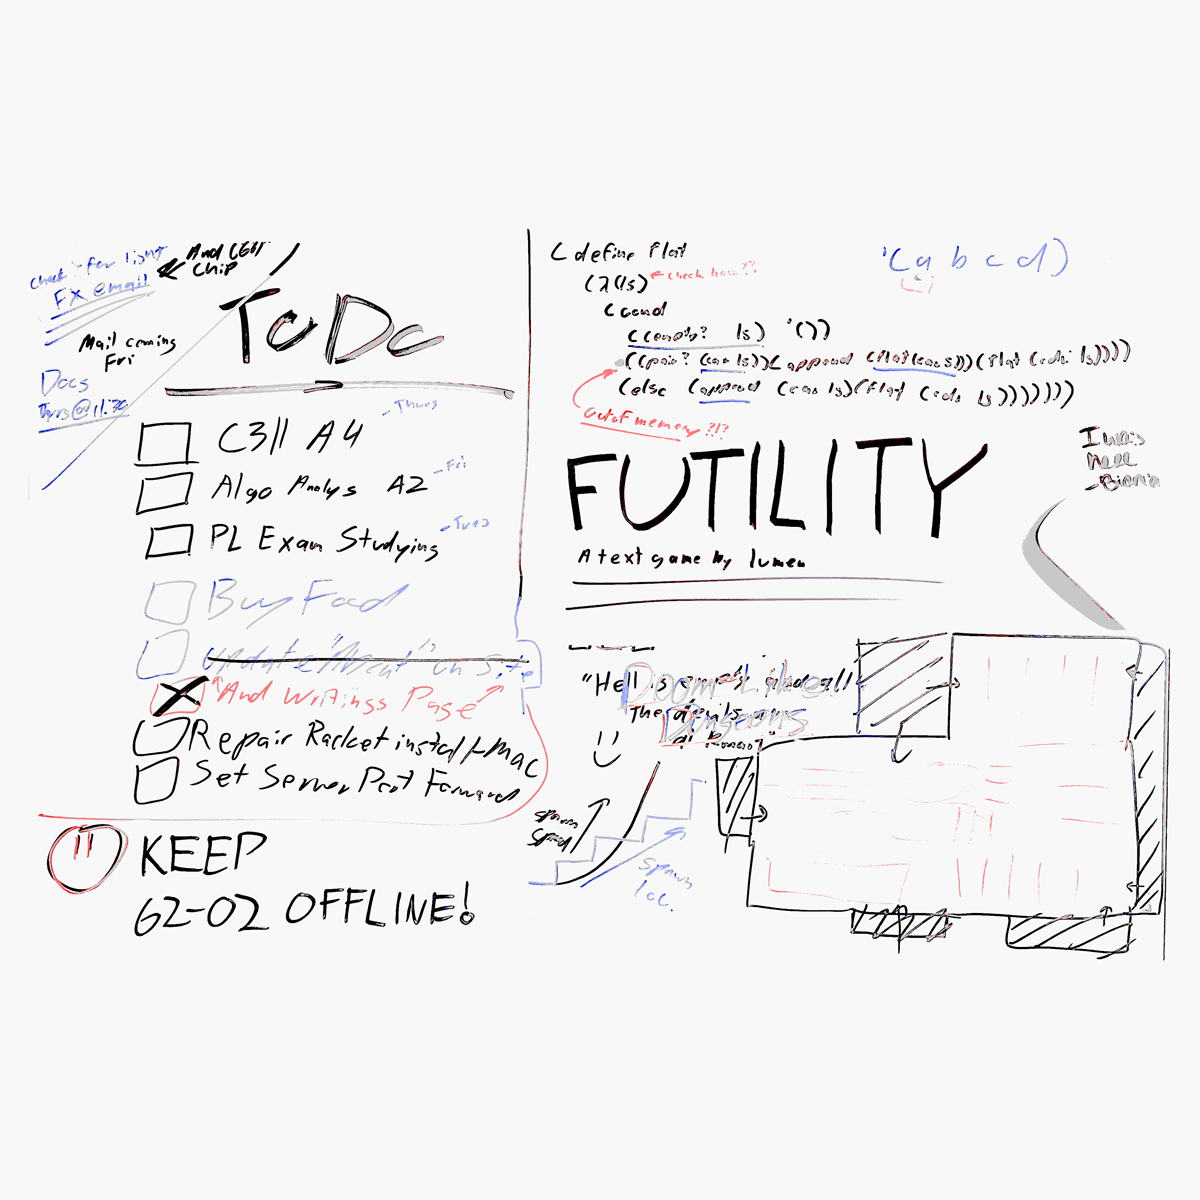 Check for light
FX email
And C611
Chip
Mail coming
Fri
Docs
Thurs@11:30
ToDo
C311 A4
- Thurs
Algo Analys A2
- Fri
PL Exam Studying
- Tues
Buy Food
Update "About" on Site
"And Writings Page"
Repair Racket install + mac
Set Server Port Forward
KEEP
62-02 OFFLINE!
(define flat
(λ(ls)
check how??
(cond
((empty? ls) '())
((pair? (car ls))(append (flat(car ls))(flat (cdr ls))))
(else (append (car ls)(flat (cdr ls)))))))
out of memory?!?
'(a b c d)
FUTILITY
A text game by lumen
I was
here
- 
"Hell is empty and all
The devils are
Doom Like
Dungeons
spawn
speed
spawn
loc.